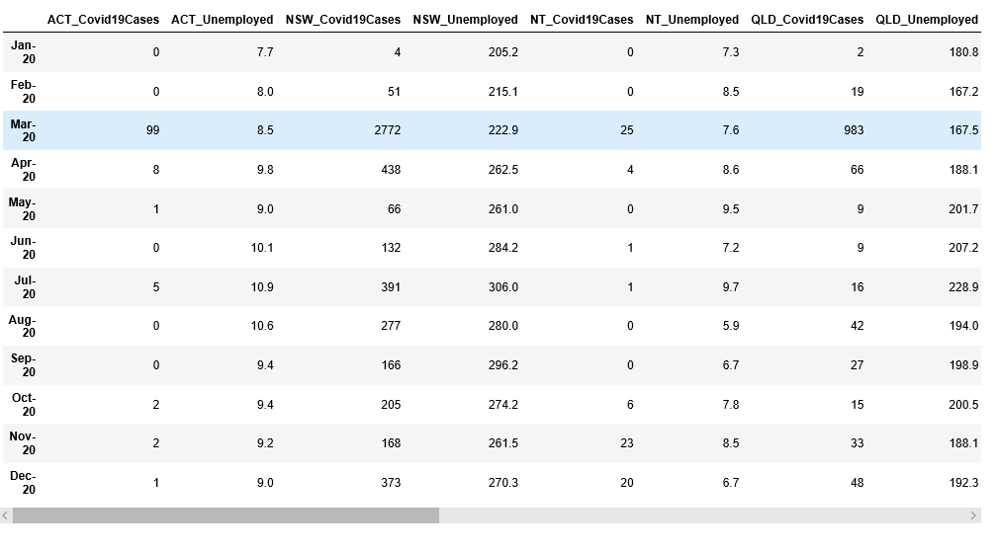 ACT_Covid19Cases ACT_Unemployed NSW_Covid19Cases NSW_Unemployed NT_Covid19Cases NT_Unemployed QLD_Covid19Cases QLD_Unemployed
Jan-
20 0 7.7 4 205.2 0 7.3 2 180.8
Feb-
20 0 8.0 51 215.1 0 8.5 19 167.2
Mar-
20 99 8.5 2772 222.9 25 7.6 983 167.5
Apr-
20 8 9.8 438 262.5 4 8.6 66 188.1
May-
20 1 9.0 66 261.0 0 9.5 9 201.7
Jun-
20 0 10.1 132 284.2 1 7.2 9 207.2
Jul-
20 5 10.9 391 306.0 1 9.7 16 228.9
Aug-
20 0 10.6 277 280.0 0 5.9 42 194.0
Sep-
20 0 9.4 166 296.2 0 6.7 27 198.9
Oct-
20 2 9.4 205 274.2 6 7.8 15 200.5
Nov-
20 2 9.2 168 261.5 23 8.5 33 188.1
Dec-
20 1 9.0 373 270.3 20 6.7 48 192.3